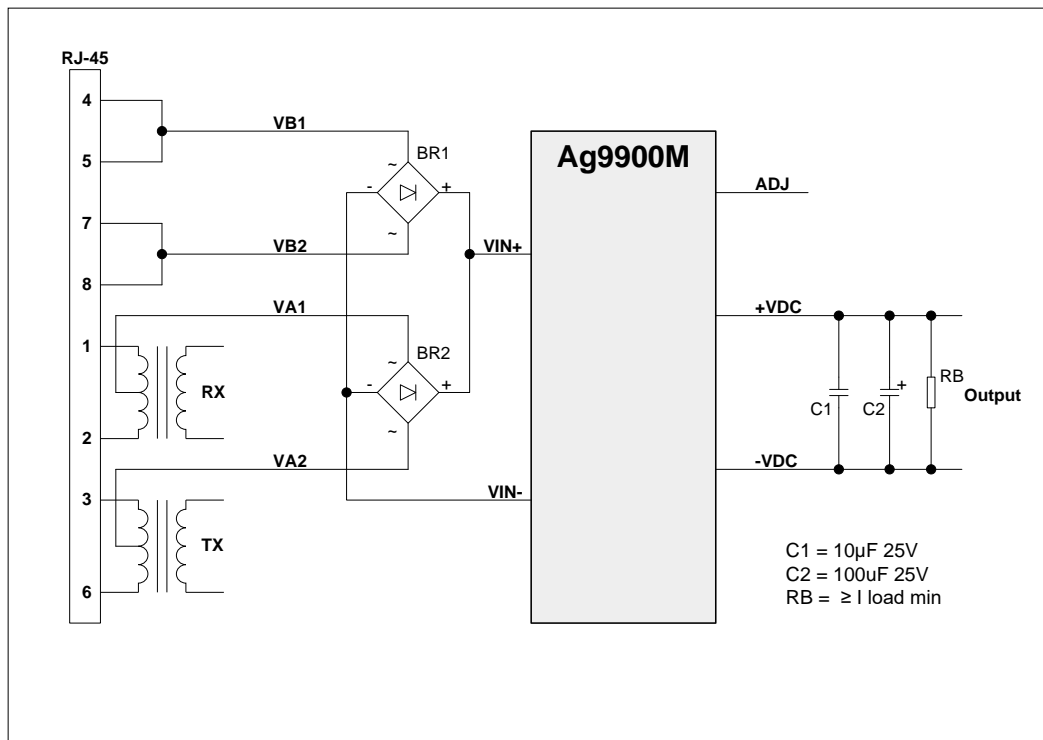 RJ-45
4
5
7
8
1
2
3
6
VB1
VB2
VA1
VA2
RX
TX
BR1
~
-
+
~
BR2
~
-
+
~
VIN+
VIN-
Ag9900M
ADJ
+VDC
-VDC
C1
C2
+
RB
Output
C1 = 10µF 25V
C2 = 100uF 25V
RB = ≥ I load min